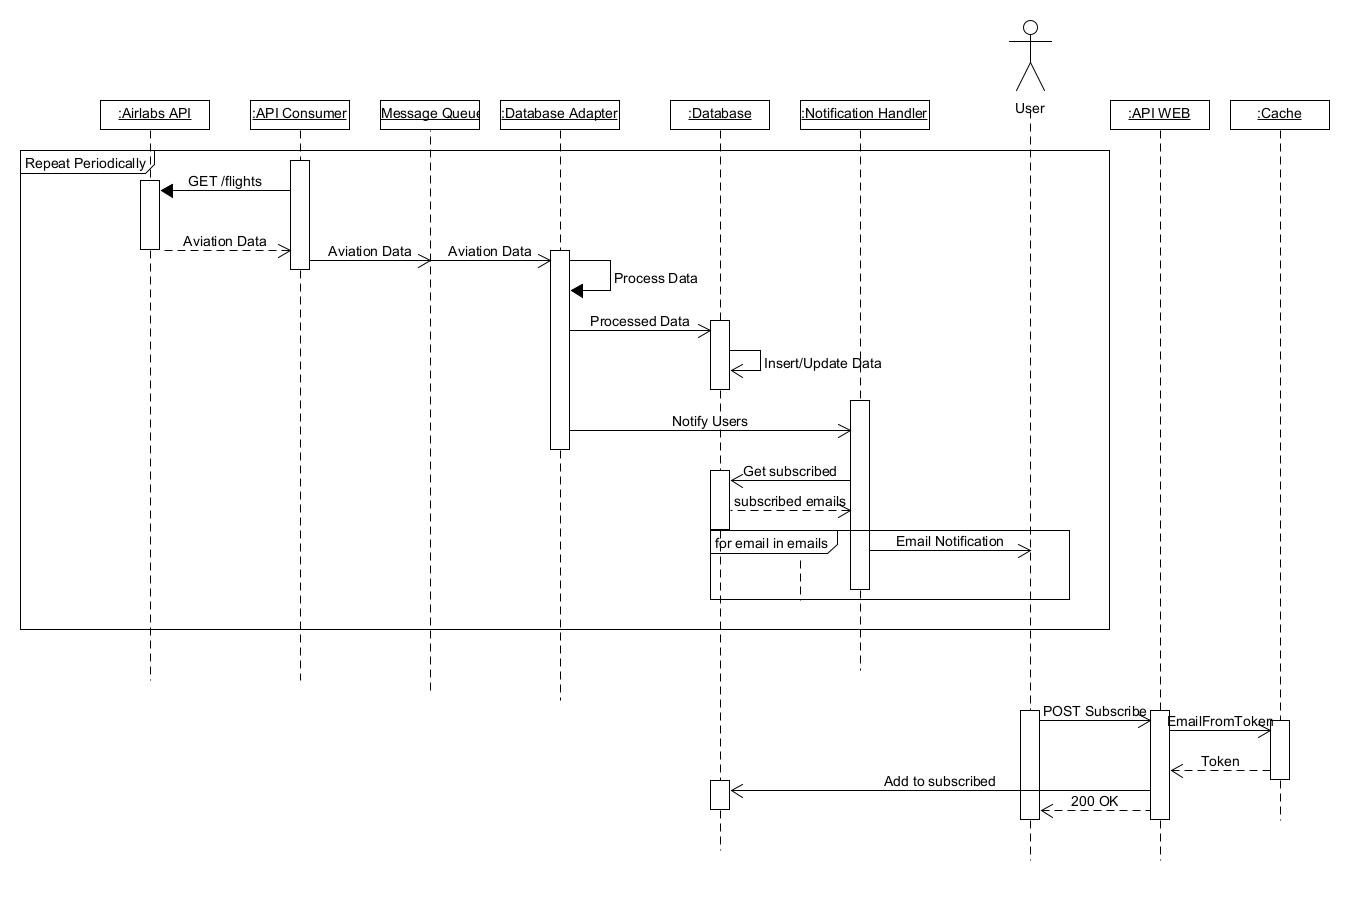 User
:Airlabs API
:API Consumer
Message Queue
:Database Adapter
:Database
:Notification Handler
:API WEB
:Cache
Repeat Periodically
GET /flights
Aviation Data
Aviation Data
Aviation Data
Process Data
Processed Data
Insert/Update Data
Notify Users
Get subscribed
subscribed emails
for email in emails
Email Notification
POST Subscribe
EmailFromToken
Token
Add to subscribed
200 OK